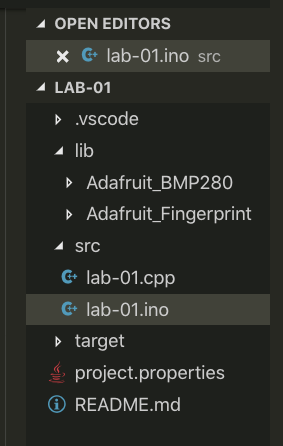 OPEN EDITORS
lab-01.ino src
LAB-01
.vscode
lib
Adafruit_BMP280
Adafruit_Fingerprint
src
lab-01.cpp
lab-01.ino
target
project.properties
README.md